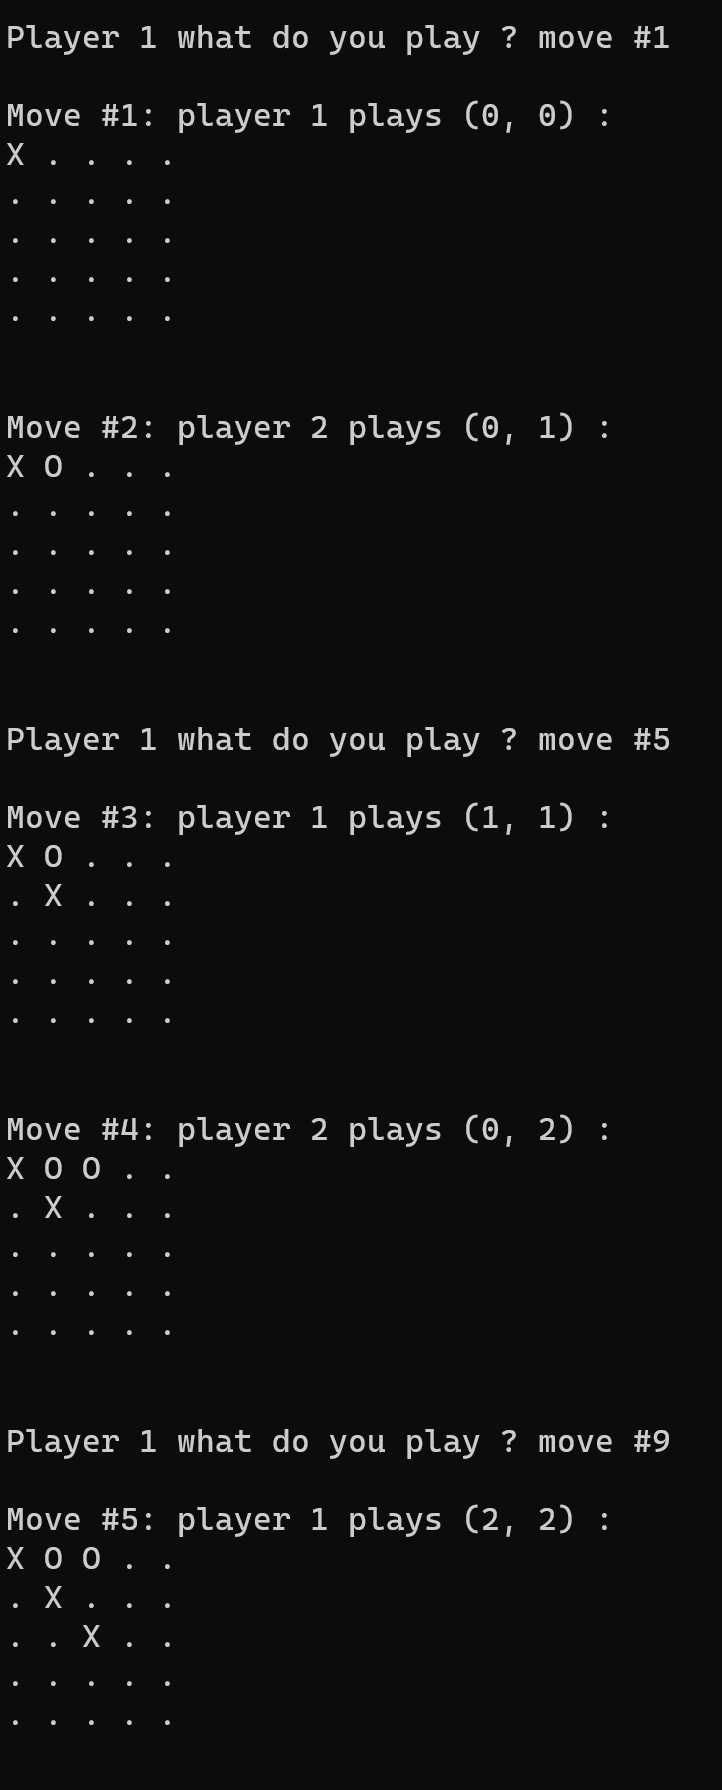 Player 1 what do you play ? move #1
Move #1: player 1 plays (0, 0) :
X . . . .
. . . . .
. . . . .
. . . . .
. . . . .
Move #2: player 2 plays (0, 1) :
X O . . .
. . . . .
. . . . .
. . . . .
. . . . .
Player 1 what do you play ? move #5
Move #3: player 1 plays (1, 1) :
X O . . .
. X . . .
. . . . .
. . . . .
. . . . .
Move #4: player 2 plays (0, 2) :
X O O . .
. X . . .
. . . . .
. . . . .
. . . . .
Player 1 what do you play ? move #9
Move #5: player 1 plays (2, 2) :
X O O . .
. X . . .
. . X . .
. . . . .
. . . . .